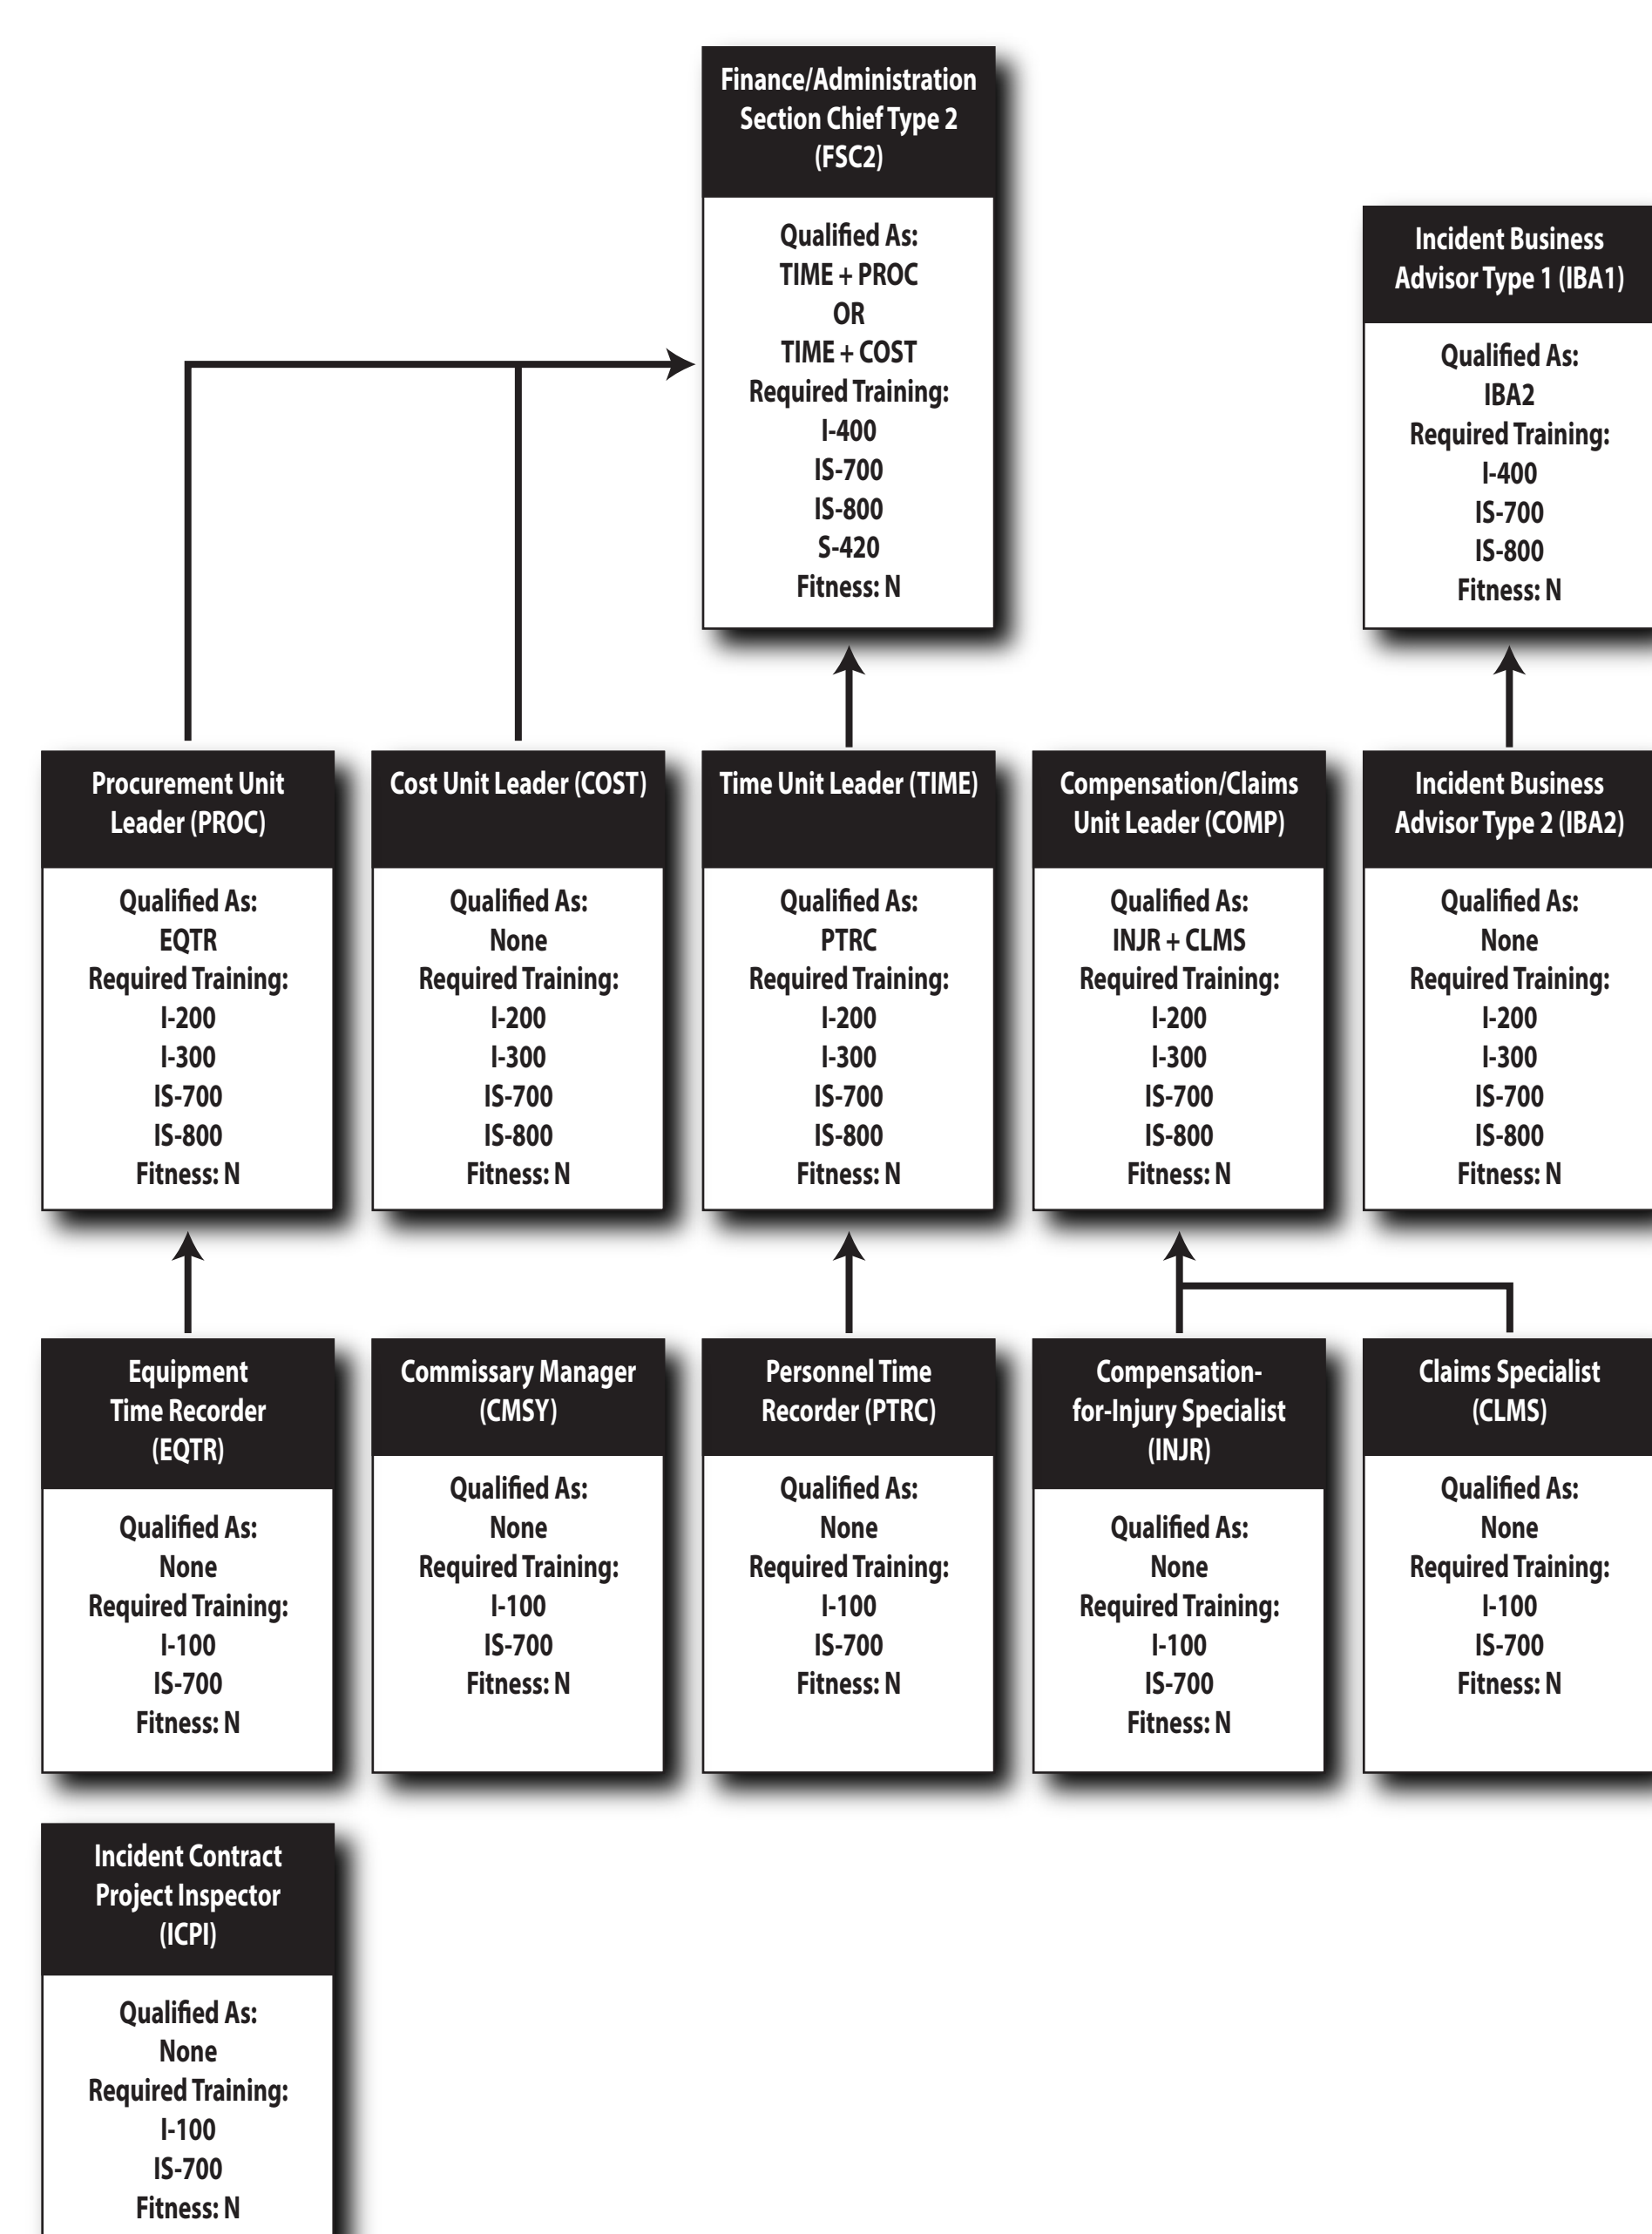 Finance/Administration
Section Chief Type 2
(FSC2)
Qualified As:
TIME + PROC
OR
TIME + COST
Required Training:
I-400
IS-700
IS-800
S-420
Fitness: N
Incident Business
Advisor Type 1 (IBA1)
Qualified As:
IBA2
Required Training:
I-400
IS-700
IS-800
Fitness: N
Procurement Unit
Leader (PROC)
Qualified As:
EQTR
Required Training:
I-200
I-300
IS-700
IS-800
Fitness: N
Cost Unit Leader (COST)
Qualified As:
None
Required Training:
I-200
I-300
IS-700
IS-800
Fitness: N
Time Unit Leader (TIME)
Qualified As:
PTRC
Required Training:
I-200
I-300
IS-700
IS-800
Fitness: N
Compensation/Claims
Unit Leader (COMP)
Qualified As:
INJR + CLMS
Required Training:
I-200
I-300
IS-700
IS-800
Fitness: N
Incident Business
Advisor Type 2 (IBA2)
Qualified As:
None
Required Training:
I-200
I-300
IS-700
IS-800
Fitness: N
Equipment
Time Recorder
(EQTR)
Qualified As:
None
Required Training:
I-100
IS-700
Fitness: N
Commissary Manager
(CMSY)
Qualified As:
None
Required Training:
I-100
IS-700
Fitness: N
Personnel Time
Recorder (PTRC)
Qualified As:
None
Required Training:
I-100
IS-700
Fitness: N
Compensation-
for-Injury Specialist
(INJR)
Qualified As:
None
Required Training:
I-100
IS-700
Fitness: N
Claims Specialist
(CLMS)
Qualified As:
None
Required Training:
I-100
IS-700
Fitness: N
Incident Contract
Project Inspector
(ICPI)
Qualified As:
None
Required Training:
I-100
IS-700
Fitness: N